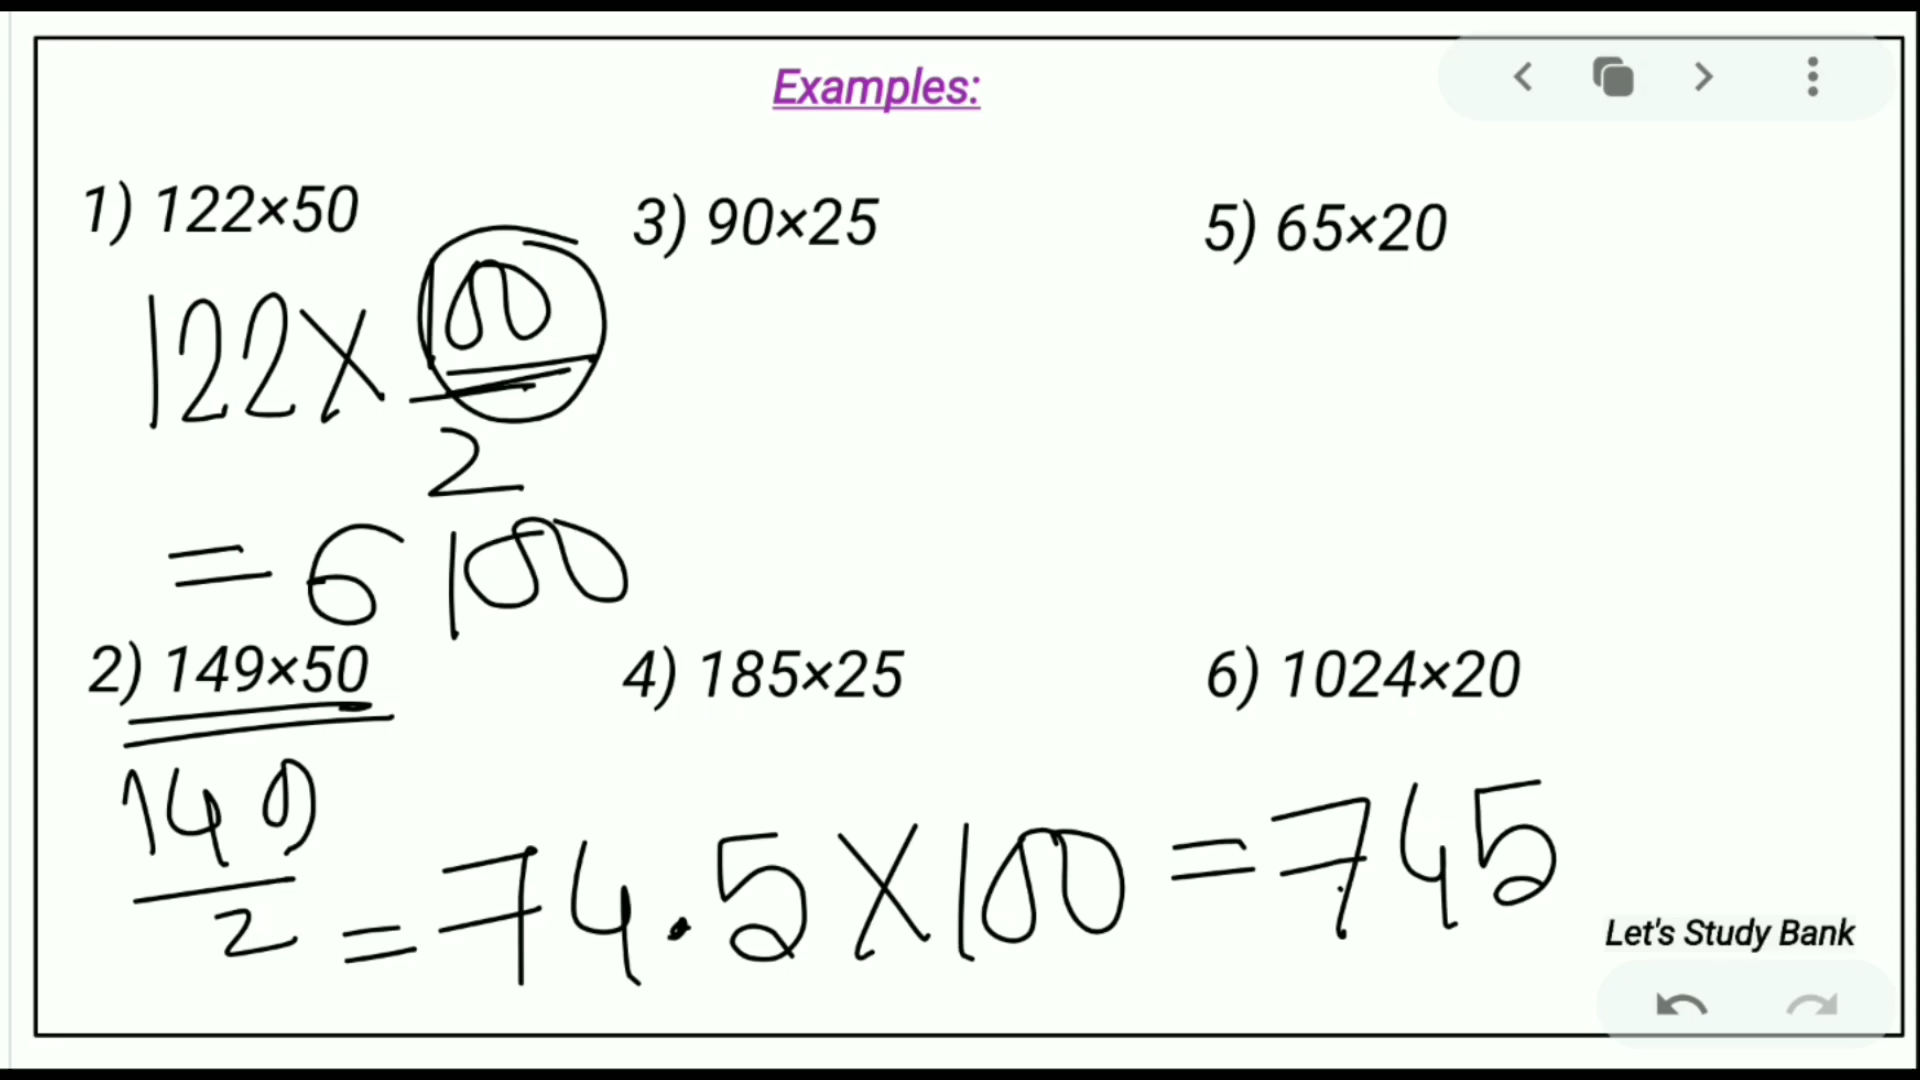 Examples:
1) 122×50
3) 90×25
5) 65×20
122 × 100
2
= 6100
2) 149×50
4) 185×25
6) 1024×20
149
2
= 74.5 × 100 = 745
Let's Study Bank